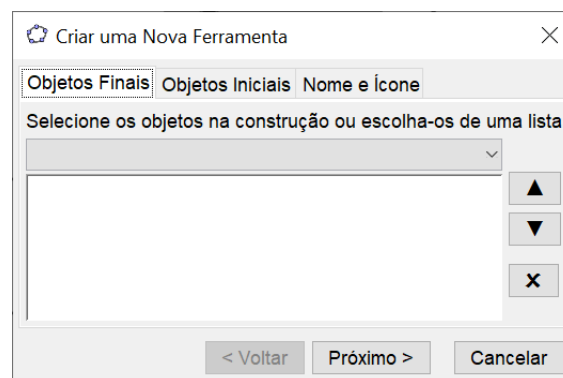 Criar uma Nova Ferramenta
Objetos Finais Objetos Iniciais Nome e Ícone
Selecione os objetos na construção ou escolha-os de uma lista
< Voltar Próximo > Cancelar